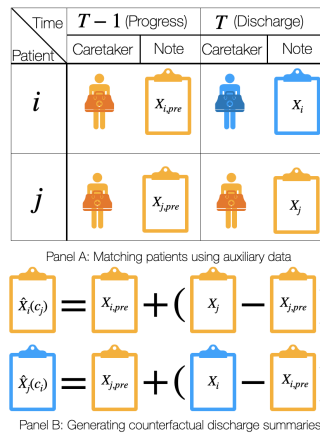 Time T − 1 (Progress) T (Discharge)
Patient Caretaker Note Caretaker Note
i X_{i,pre} X_i
j X_{j,pre} X_j
Panel A: Matching patients using auxiliary data
X̂_i(c_j) = X_{i,pre} + ( X_j − X_{j,pre}
X̂_j(c_i) = X_{j,pre} + ( X_i − X_{i,pre}
Panel B: Generating counterfactual discharge summaries